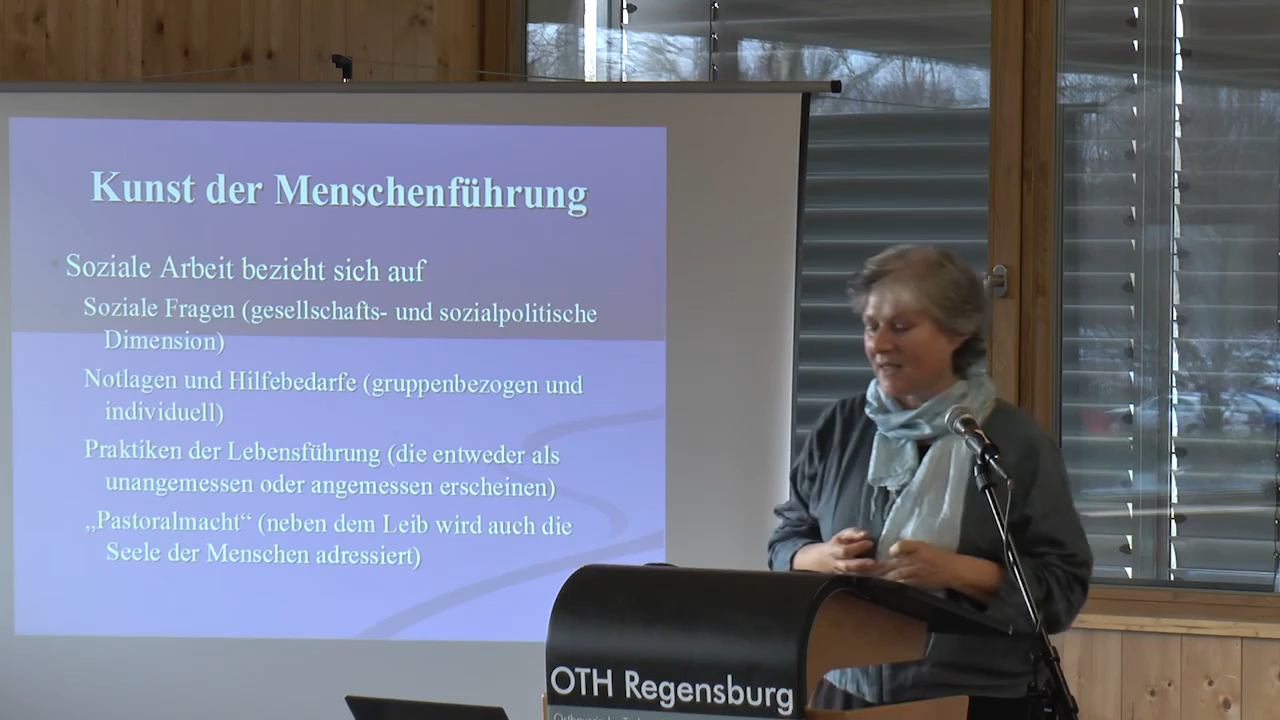 Kunst der Menschenführung
Soziale Arbeit bezieht sich auf
Soziale Fragen (gesellschafts- und sozialpolitische
Dimension)
Notlagen und Hilfebedarfe (gruppenbezogen und
individuell)
Praktiken der Lebensführung (die entweder als
unangemessen oder angemessen erscheinen)
„Pastoralmacht“ (neben dem Leib wird auch die
Seele der Menschen adressiert)
OTH Regensburg